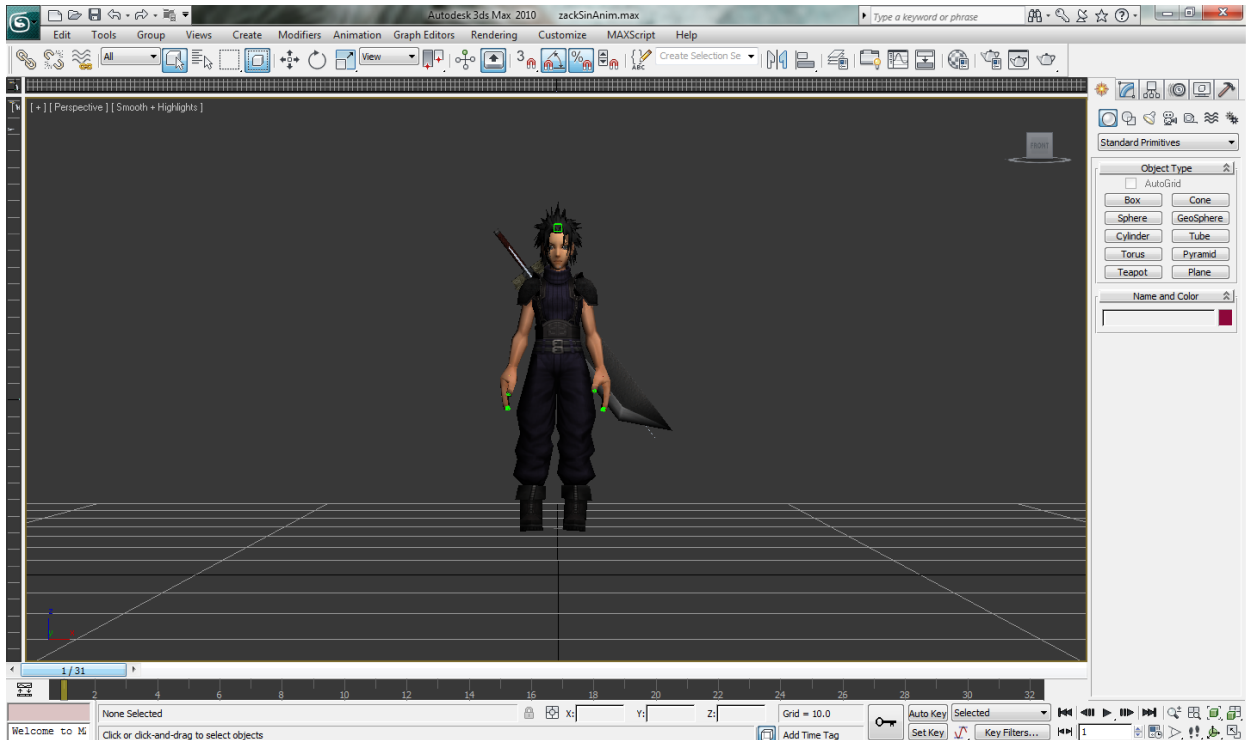 Autodesk 3ds Max 2010 zackSinAnim.max
Type a keyword or phrase
Edit Tools Group Views Create Modifiers Animation Graph Editors Rendering Customize MAXScript Help
All
View
3
%
ABC
Create Selection Se
[ + ] [ Perspective ] [ Smooth + Highlights ]
FRONT
Standard Primitives
Object Type
AutoGrid
Box Cone
Sphere GeoSphere
Cylinder Tube
Torus Pyramid
Teapot Plane
Name and Color
1 / 31
2 4 6 8 10 12 14 16 18 20 22 24 26 28 30 32
None Selected
X: Y: Z:
Grid = 10.0
Auto Key Selected
Welcome to M
Click or click-and-drag to select objects
Add Time Tag
Set Key Key Filters... 1